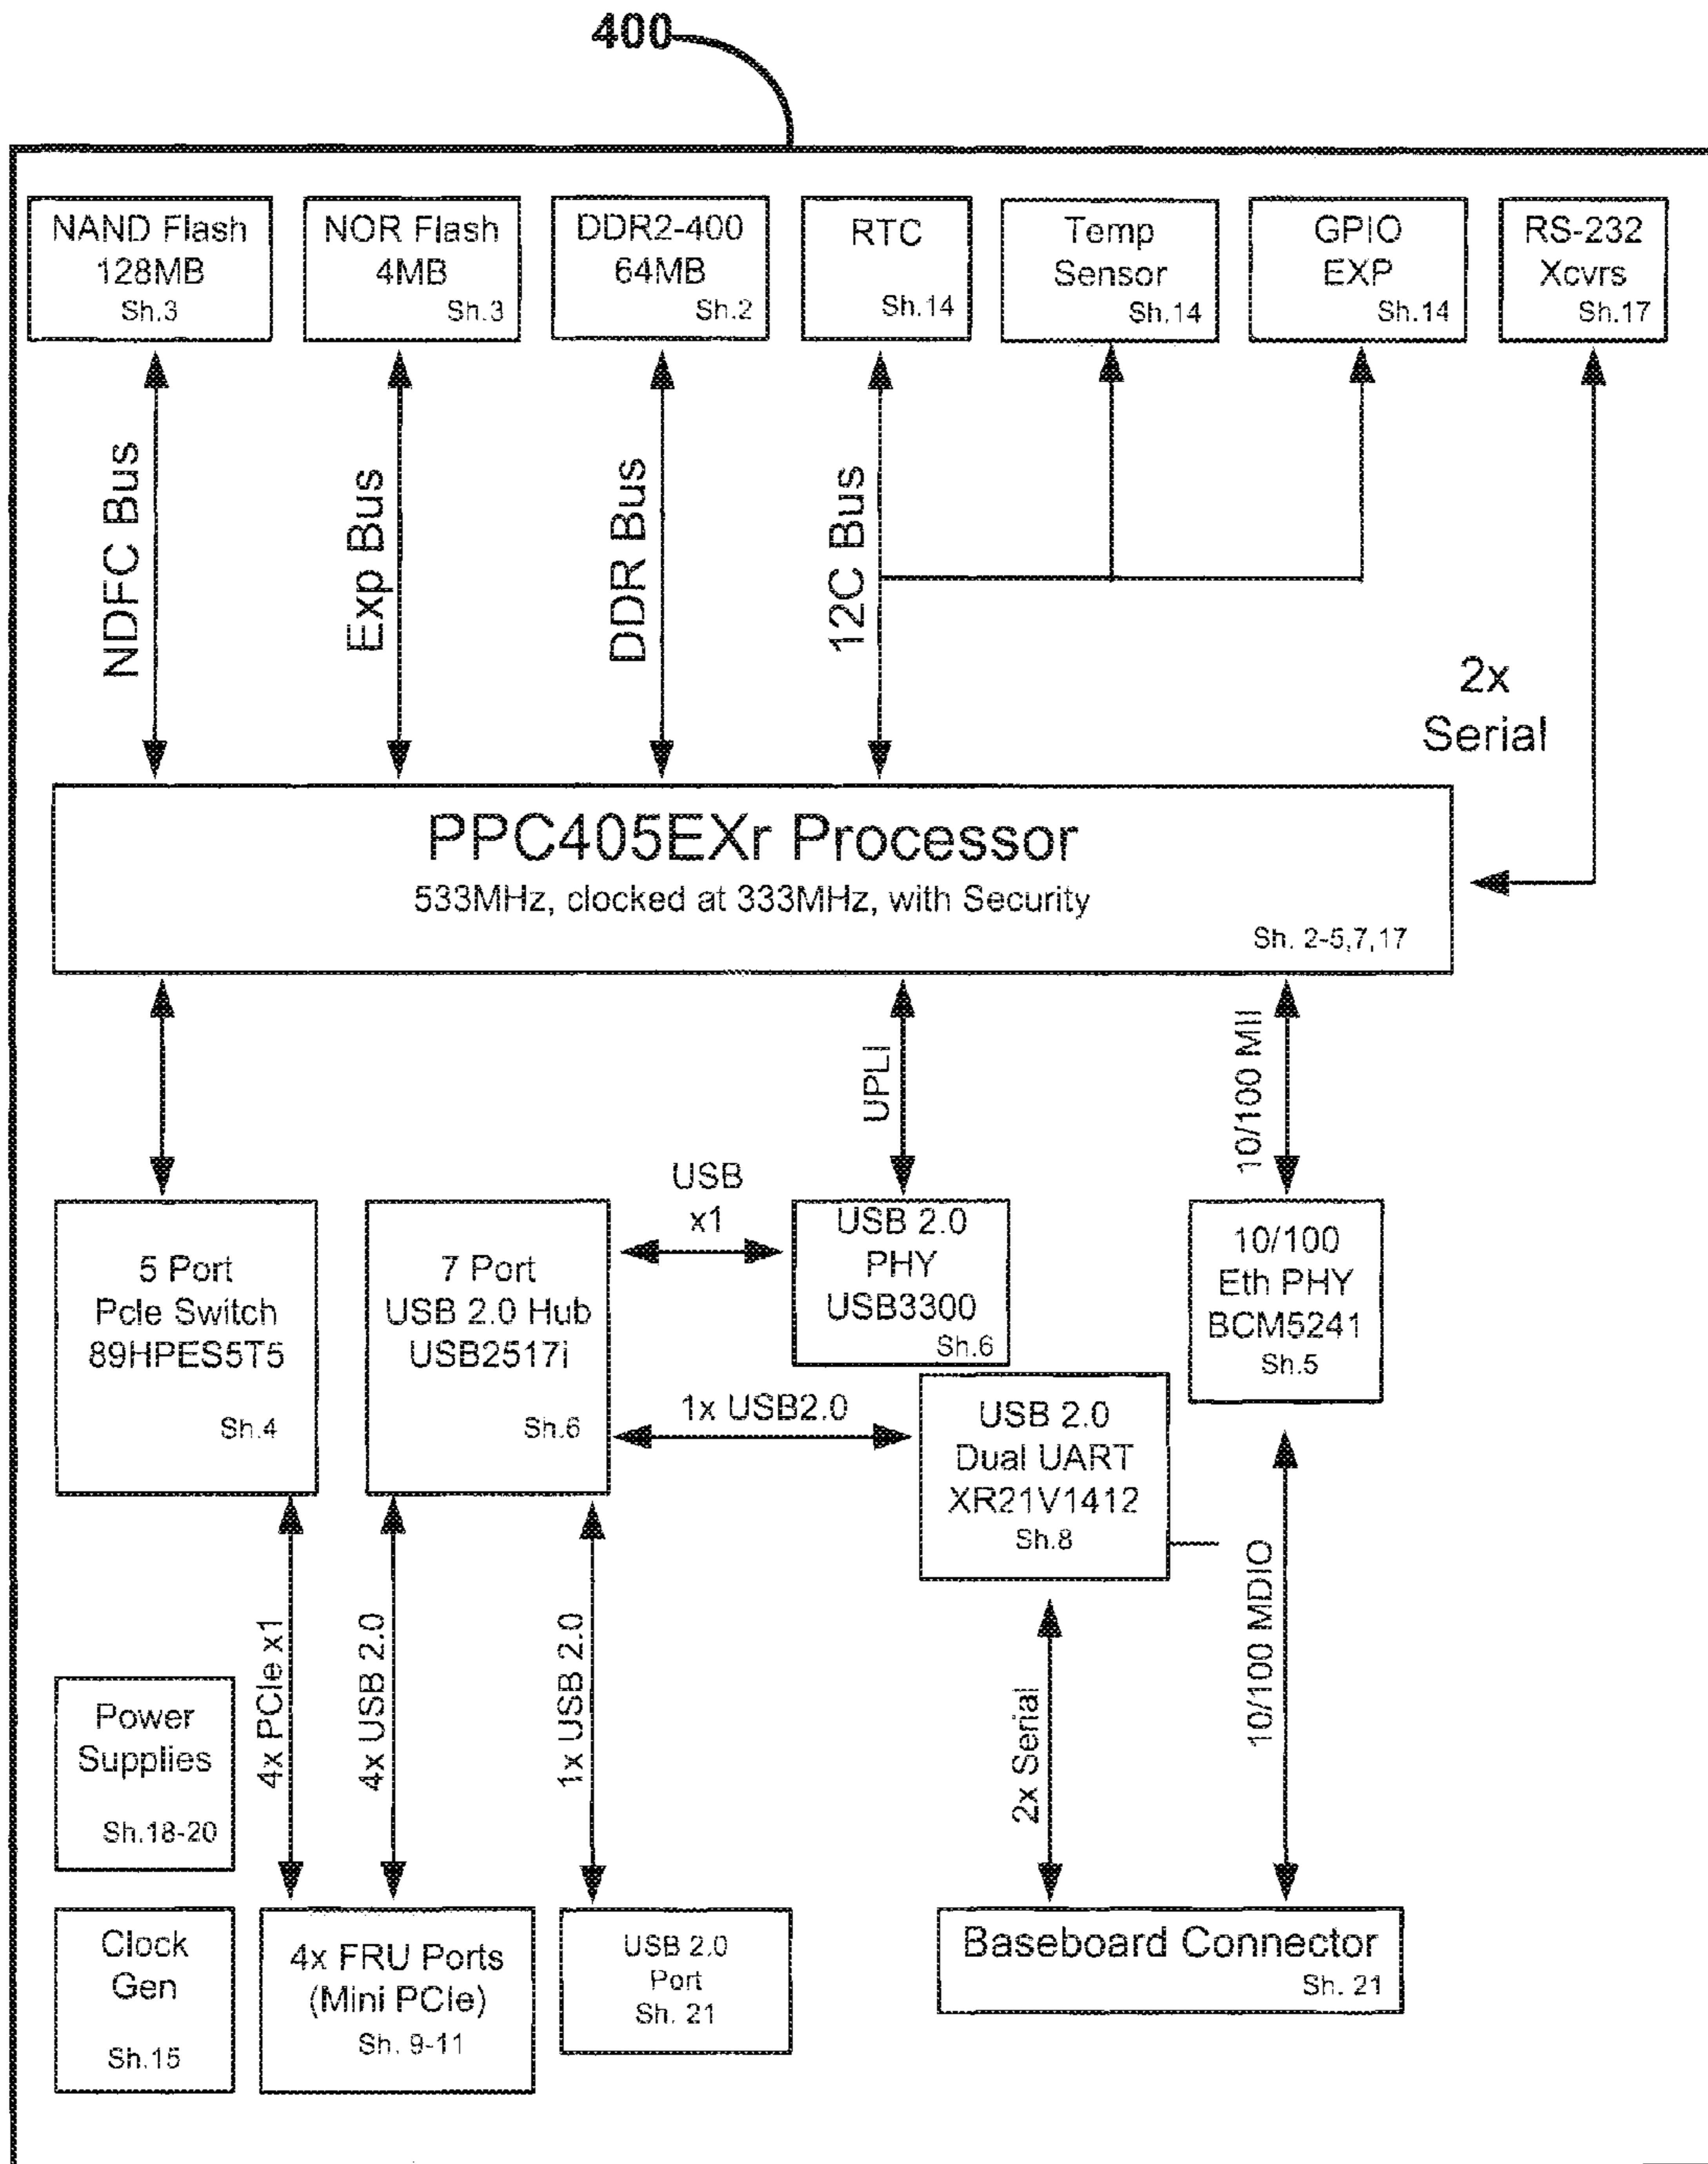 400
NAND Flash
128MB
Sh.3
NOR Flash
4MB
Sh.3
DDR2-400
64MB
Sh.2
RTC
Sh.14
Temp
Sensor
Sh.14
GPIO
EXP
Sh.14
RS-232
Xcvrs
Sh.17
NDFC Bus
Exp Bus
DDR Bus
12C Bus
2x
Serial
PPC405EXr Processor
533MHz, clocked at 333MHz, with Security
Sh. 2-5,7,17
UPLI
10/100 MII
5 Port
PcIe Switch
89HPES5T5
Sh.4
7 Port
USB 2.0 Hub
USB2517i
Sh.6
USB
x1
USB 2.0
PHY
USB3300
Sh.6
10/100
Eth PHY
BCM5241
Sh.5
1x USB2.0
USB 2.0
Dual UART
XR21V1412
Sh.8
4x PCIe x1
4x USB 2.0
1x USB 2.0
2x Serial
10/100 MDIO
Power
Supplies
Sh.18-20
Clock
Gen
Sh.15
4x FRU Ports
(Mini PCIe)
Sh. 9-11
USB 2.0
Port
Sh. 21
Baseboard Connector
Sh. 21